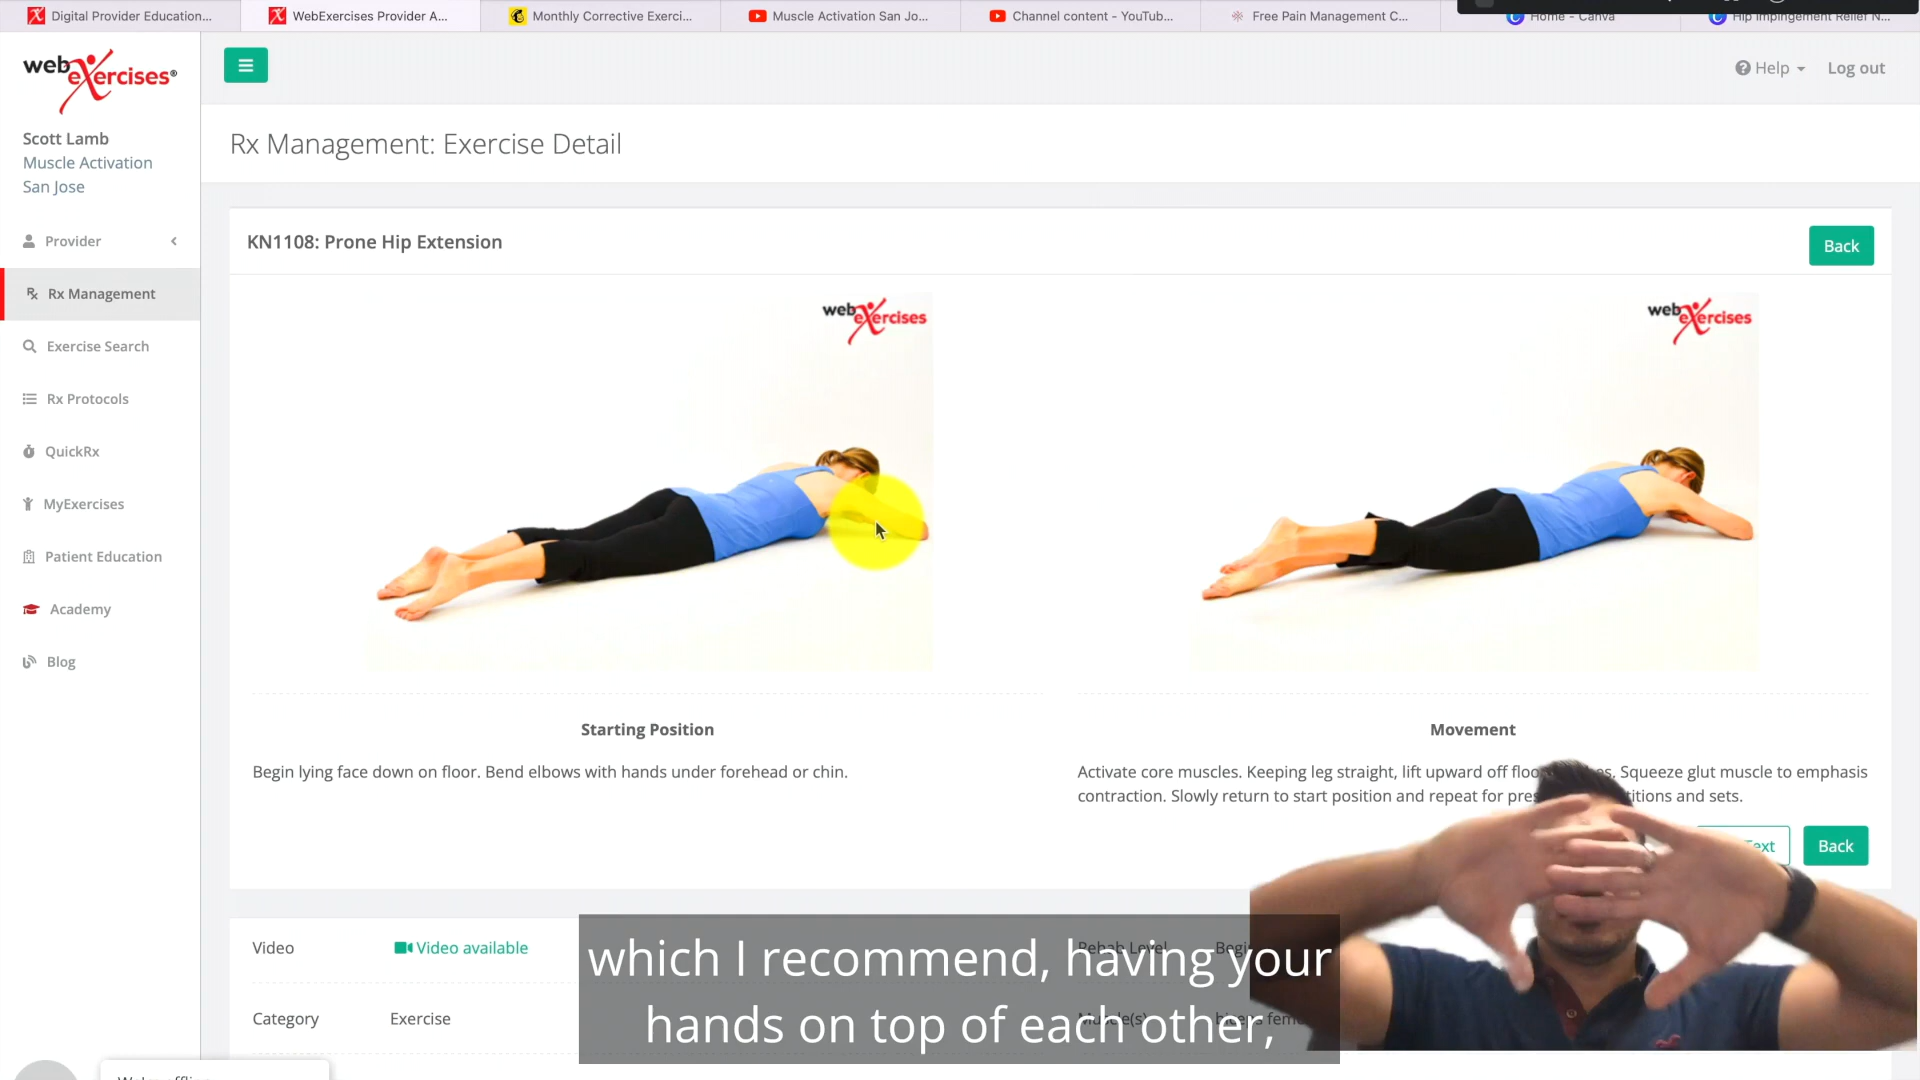 Digital Provider Education...
WebExercises Provider A...
Monthly Corrective Exerci...
Muscle Activation San Jo...
Channel content - YouTub...
Free Pain Management C...
Home - Canva
Hip Impingement Relief N...
webexercises®
Help
Log out
Scott Lamb
Muscle Activation
San Jose
Rx Management: Exercise Detail
Provider
Rx Management
Exercise Search
Rx Protocols
QuickRx
MyExercises
Patient Education
Academy
Blog
KN1108: Prone Hip Extension
Back
webexercises
webexercises
Starting Position
Movement
Begin lying face down on floor. Bend elbows with hands under forehead or chin.
Activate core muscles. Keeping leg straight, lift upward off Squeeze glut muscle to emphasis
contraction. Slowly return to start position and repeat for and sets.
Text
Back
Video
Video available
Rehab Level
Category
Exercise
Muscle(s)
biceps
which I recommend, having your
hands on top of each other,